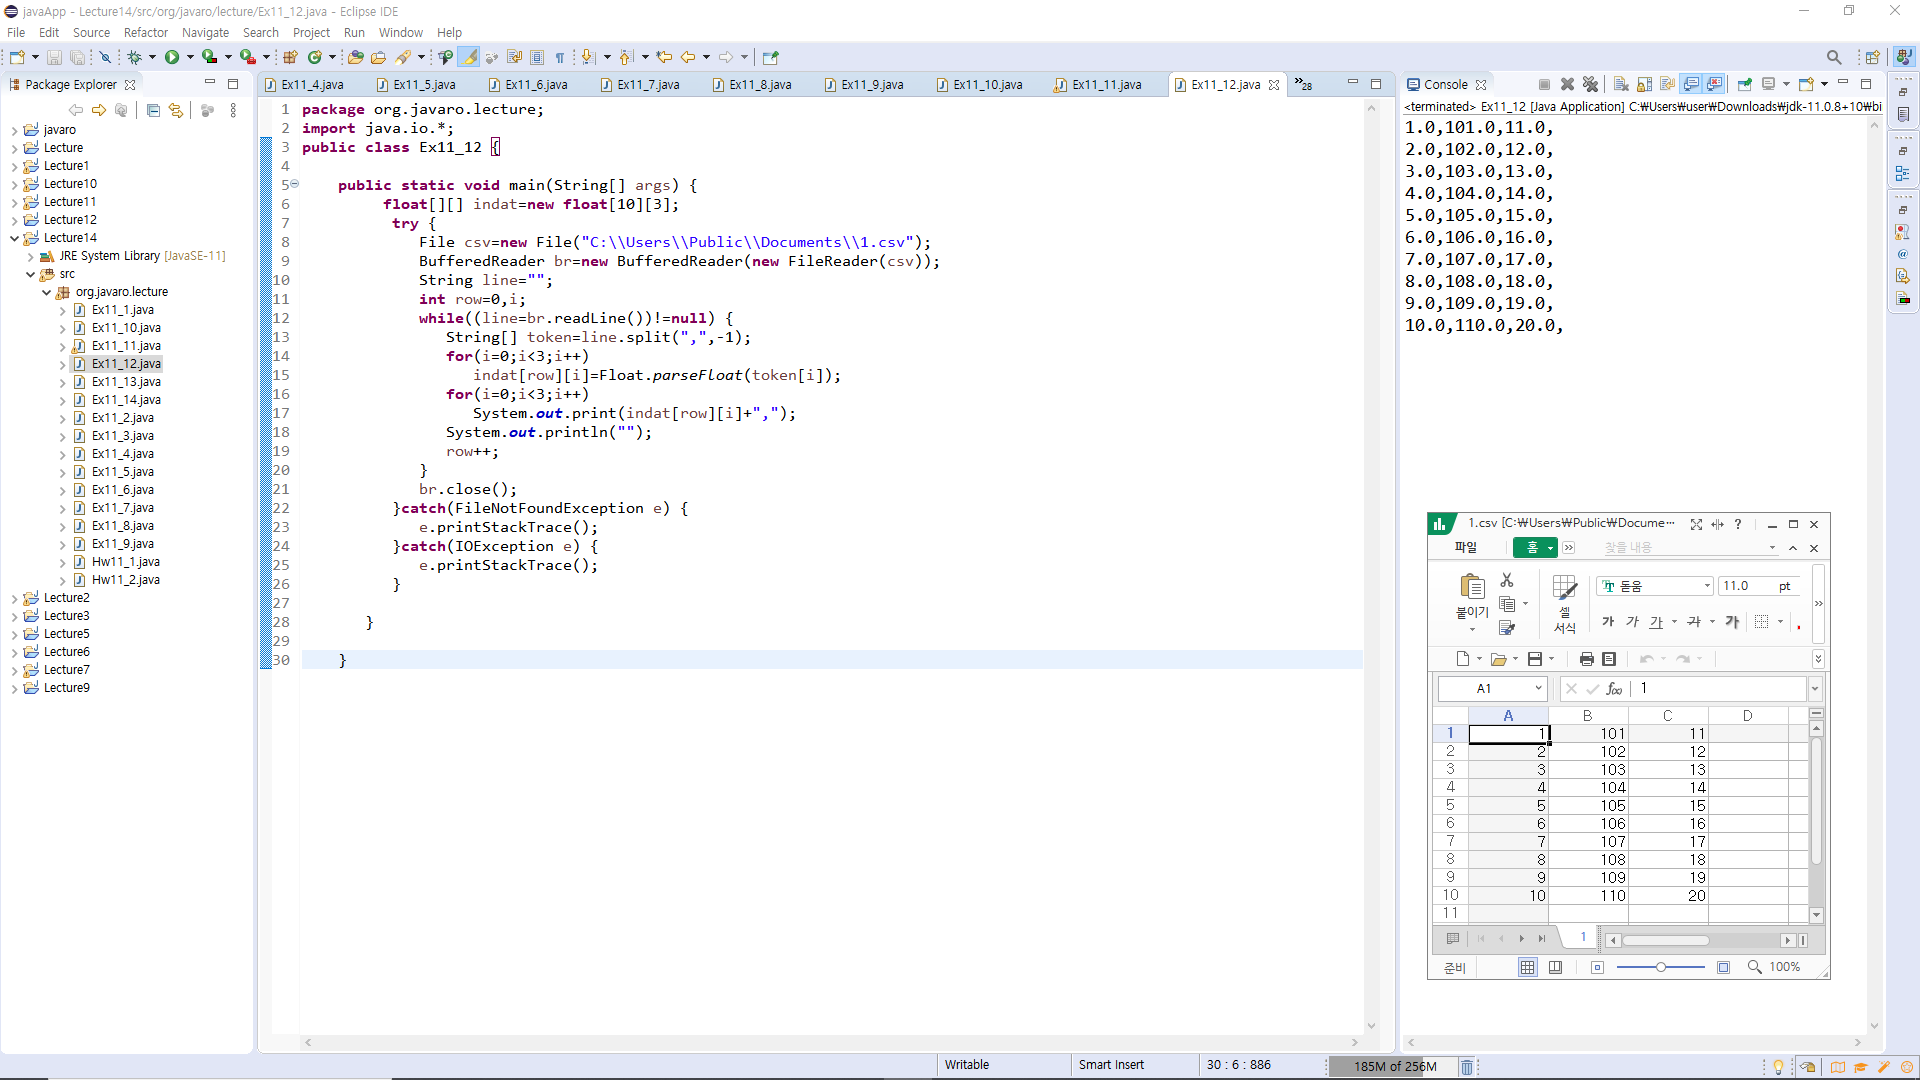 javaApp - Lecture14/src/org/javaro/lecture/Ex11_12.java - Eclipse IDE
File Edit Source Refactor Navigate Search Project Run Window Help
Package Explorer
javaro
Lecture
Lecture1
Lecture10
Lecture11
Lecture12
Lecture14
JRE System Library [JavaSE-11]
src
org.javaro.lecture
Ex11_1.java
Ex11_10.java
Ex11_11.java
Ex11_12.java
Ex11_13.java
Ex11_14.java
Ex11_2.java
Ex11_3.java
Ex11_4.java
Ex11_5.java
Ex11_6.java
Ex11_7.java
Ex11_8.java
Ex11_9.java
Hw11_1.java
Hw11_2.java
Lecture2
Lecture3
Lecture5
Lecture6
Lecture7
Lecture9
Ex11_4.java Ex11_5.java Ex11_6.java Ex11_7.java Ex11_8.java Ex11_9.java Ex11_10.java Ex11_11.java Ex11_12.java »28
1 package org.javaro.lecture;
2 import java.io.*;
3 public class Ex11_12 {
4
5 public static void main(String[] args) {
6 float[][] indat=new float[10][3];
7 try {
8 File csv=new File("C:\\Users\\Public\\Documents\\1.csv");
9 BufferedReader br=new BufferedReader(new FileReader(csv));
10 String line="";
11 int row=0,i;
12 while((line=br.readLine())!=null) {
13 String[] token=line.split(",",-1);
14 for(i=0;i<3;i++)
15 indat[row][i]=Float.parseFloat(token[i]);
16 for(i=0;i<3;i++)
17 System.out.print(indat[row][i]+",");
18 System.out.println("");
19 row++;
20 }
21 br.close();
22 }catch(FileNotFoundException e) {
23 e.printStackTrace();
24 }catch(IOException e) {
25 e.printStackTrace();
26 }
27
28 }
29
30 }
Console
<terminated> Ex11_12 [Java Application] C:₩Users₩user₩Downloads₩jdk-11.0.8+10₩bi
1.0,101.0,11.0,
2.0,102.0,12.0,
3.0,103.0,13.0,
4.0,104.0,14.0,
5.0,105.0,15.0,
6.0,106.0,16.0,
7.0,107.0,17.0,
8.0,108.0,18.0,
9.0,109.0,19.0,
10.0,110.0,20.0,
1.csv [C:₩Users₩Public₩Docume⋯ ?
파일 홈 » 찾을 내용
붙이기 셀 서식 돋움 11.0 pt
가 가 가 가 가
A1 1
A B C D
1 1 101 11
2 2 102 12
3 3 103 13
4 4 104 14
5 5 105 15
6 6 106 16
7 7 107 17
8 8 108 18
9 9 109 19
10 10 110 20
11
1
준비 100%
Writable Smart Insert 30 : 6 : 886 185M of 256M